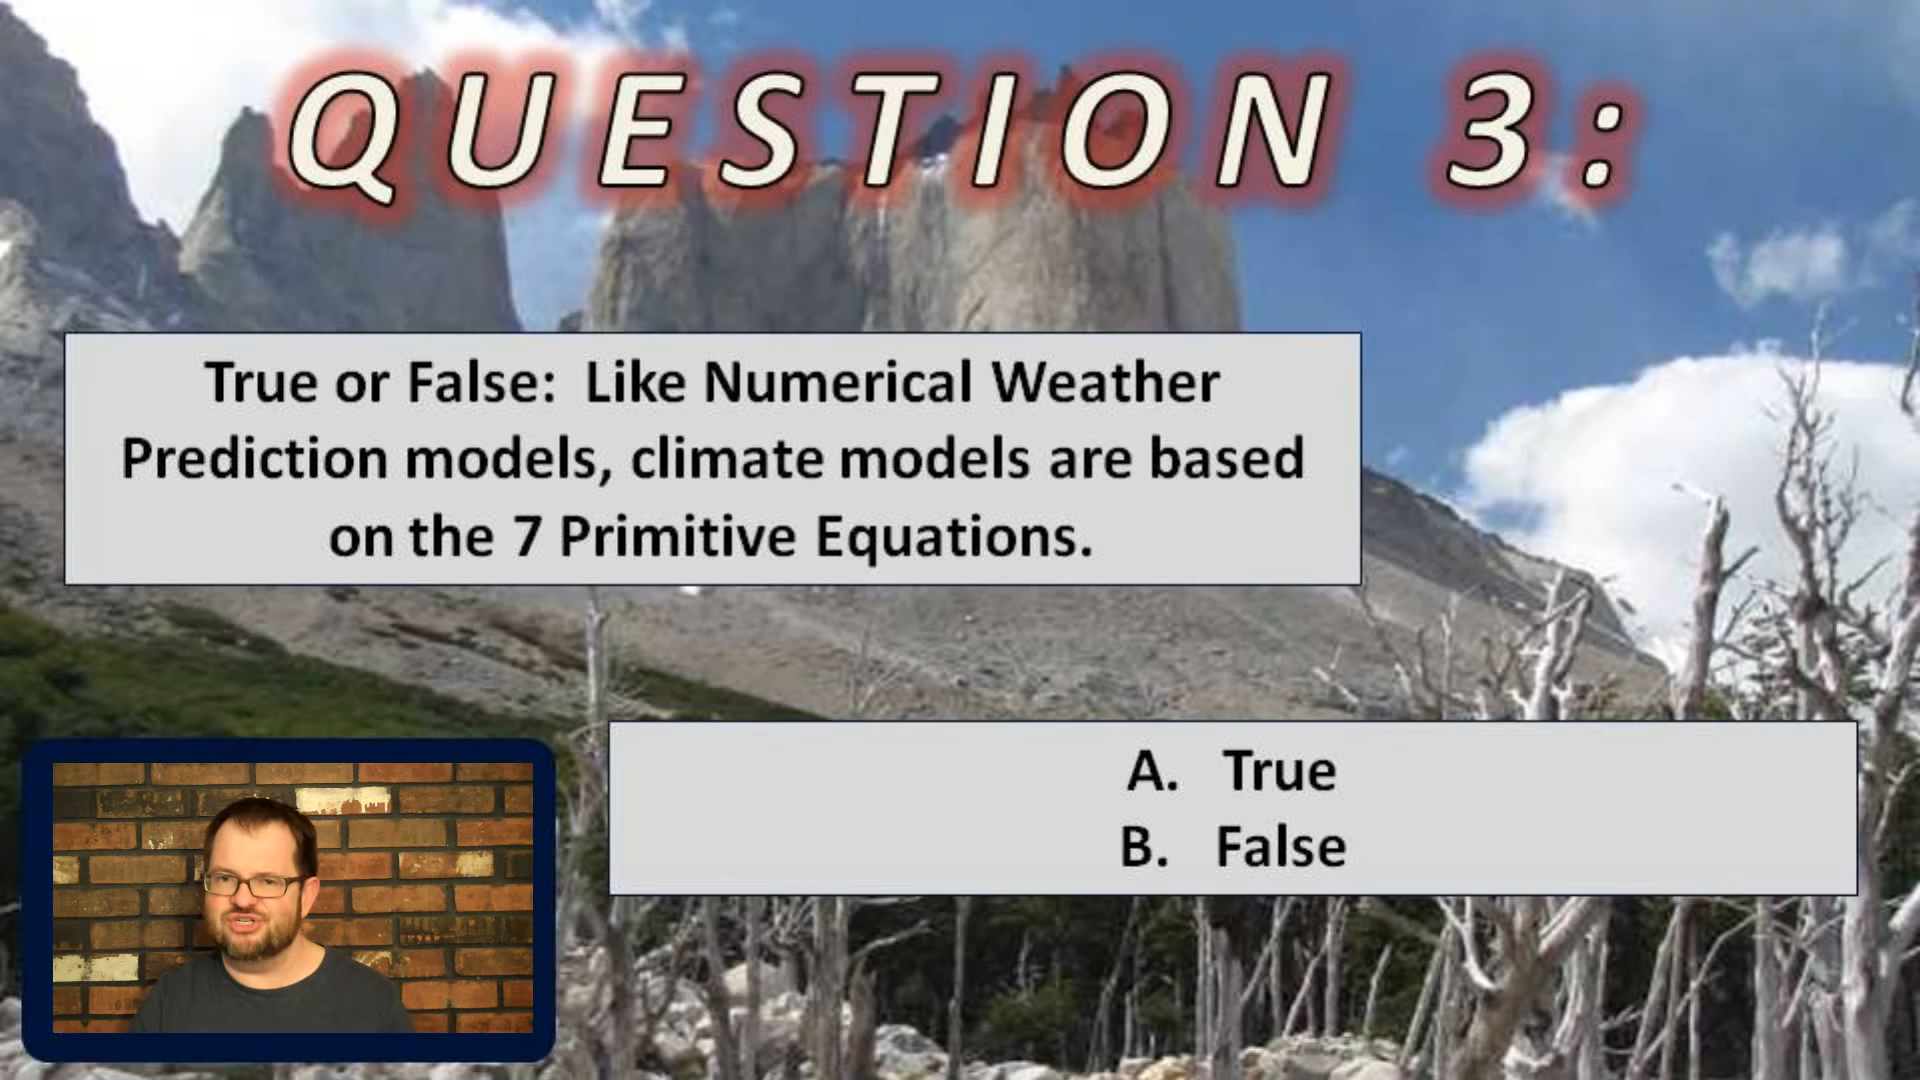 QUESTION 3:
True or False: Like Numerical Weather
Prediction models, climate models are based
on the 7 Primitive Equations.
A. True
B. False